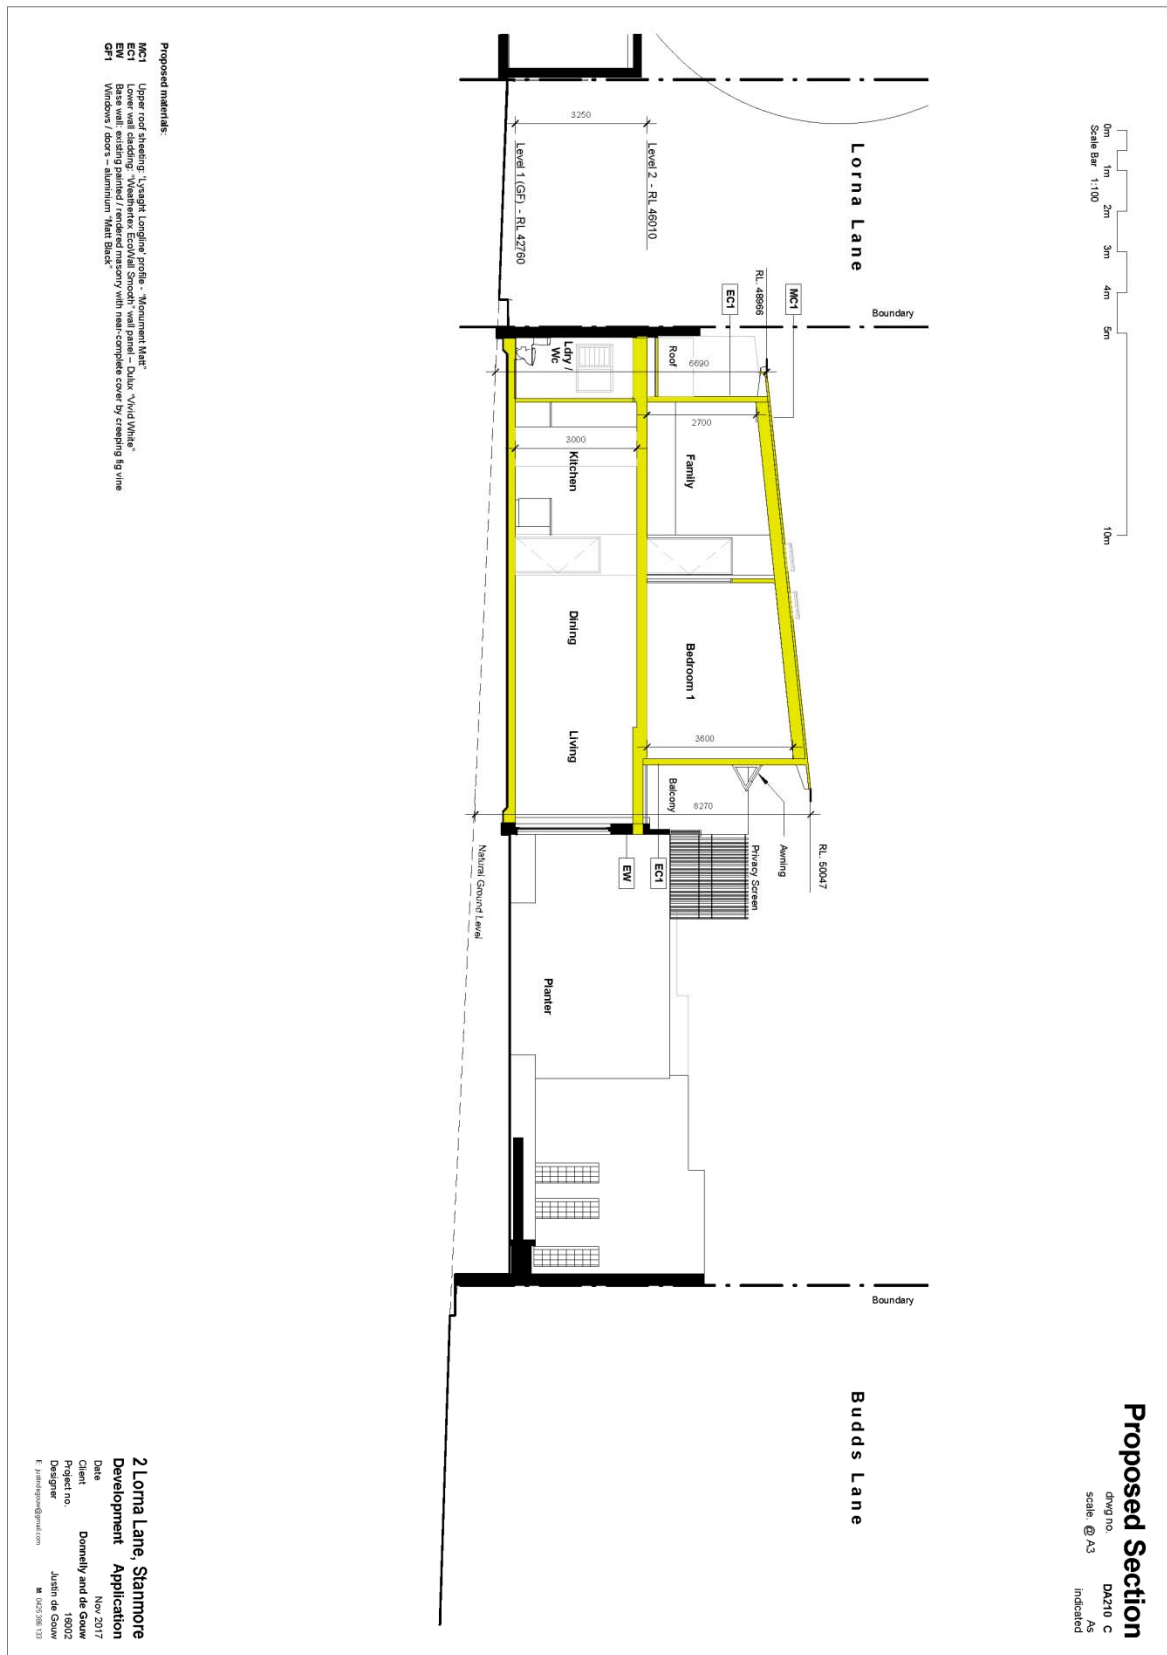 Proposed Section
drwg no. DA210 C
scale. @ A3 As
indicated
0m 1m 2m 3m 4m 5m 10m
Scale Bar 1:100
Lorna Lane
Budds Lane
Boundary
Boundary
MC1
RL. 48966
EC1
RL. 50047
Awning
Privacy Screen
Level 2 - RL 46010
3250
Level 1 (GF) - RL 42760
Roof
6690
2700
Family
Bedroom 1
3600
Balcony
8270
EC1
EW
Ldry /
Wc
3000
Kitchen
Dining
Living
Planter
Natural Ground Level
Proposed materials:
MC1 Upper roof sheeting: 'Lysaght Longline' profile - "Monument Matt"
EC1 Lower wall cladding: "Weathertex EcoWall Smooth" wall panel – Dulux "Vivid White"
EW Base wall: existing painted / rendered masonry with near-complete cover by creeping fig vine
GF1 Windows / doors – aluminium "Matt Black"
2 Lorna Lane, Stanmore
Development Application
Date Nov 2017
Client Donnelly and de Gouw
Project no. 16002
Designer Justin de Gouw